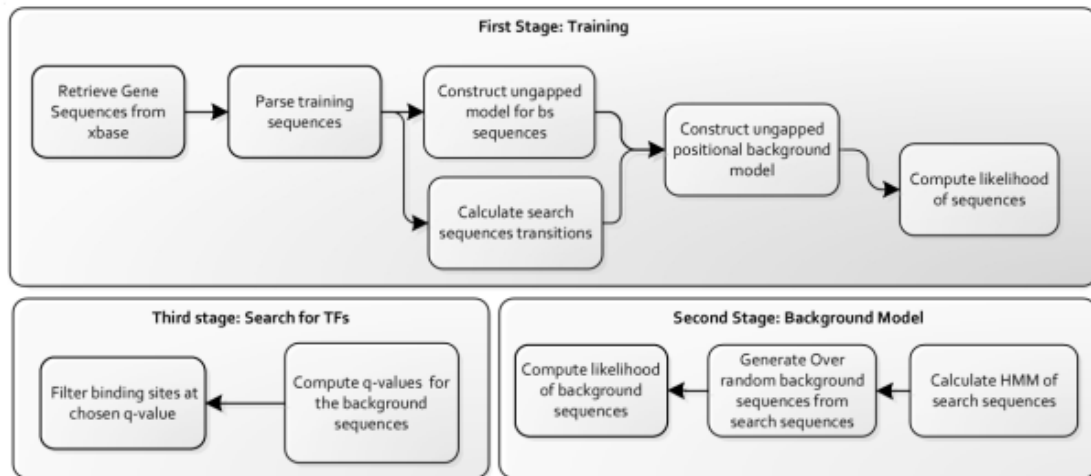 First Stage: Training
Retrieve Gene
Sequences from
xbase
Parse training
sequences
Construct ungapped
model for bs
sequences
Calculate search
sequences transitions
Construct ungapped
positional background
model
Compute likelihood
of sequences
Third stage: Search for TFs
Filter binding sites at
chosen q-value
Compute q-values for
the background
sequences
Second Stage: Background Model
Compute likelihood
of background
sequences
Generate Over
random background
sequences from
search sequences
Calculate HMM of
search sequences